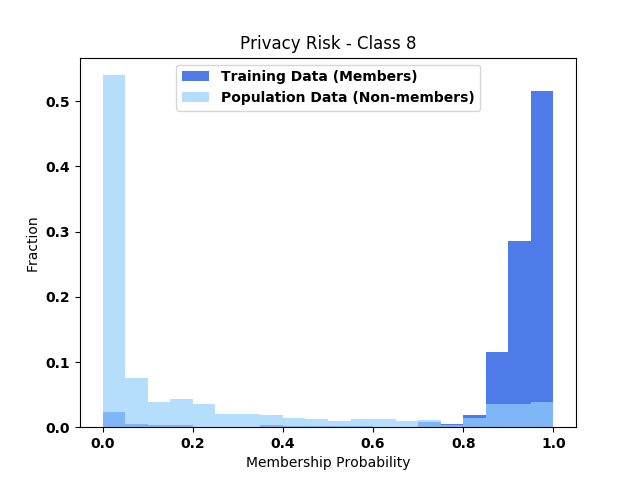 Privacy Risk - Class 8
Training Data (Members)
Population Data (Non-members)
Fraction
0.5
0.4
0.3
0.2
0.1
0.0
0.0 0.2 0.4 0.6 0.8 1.0
Membership Probability